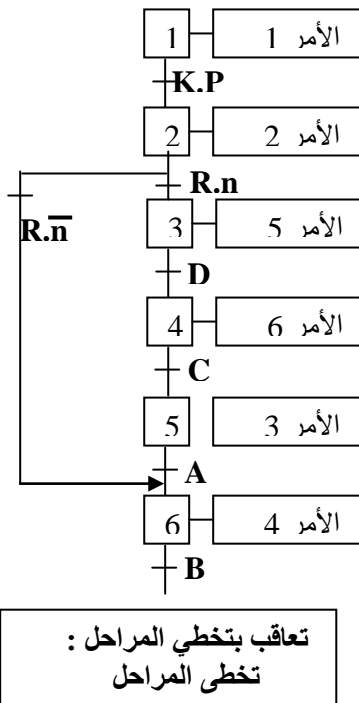 1 الأمر 1
K.P
2 الأمر 2
R.n
R.n̅
3 الأمر 5
D
4 الأمر 6
C
5 الأمر 3
A
6 الأمر 4
B
تعاقب بتخطي المراحل :
تخطى المراحل